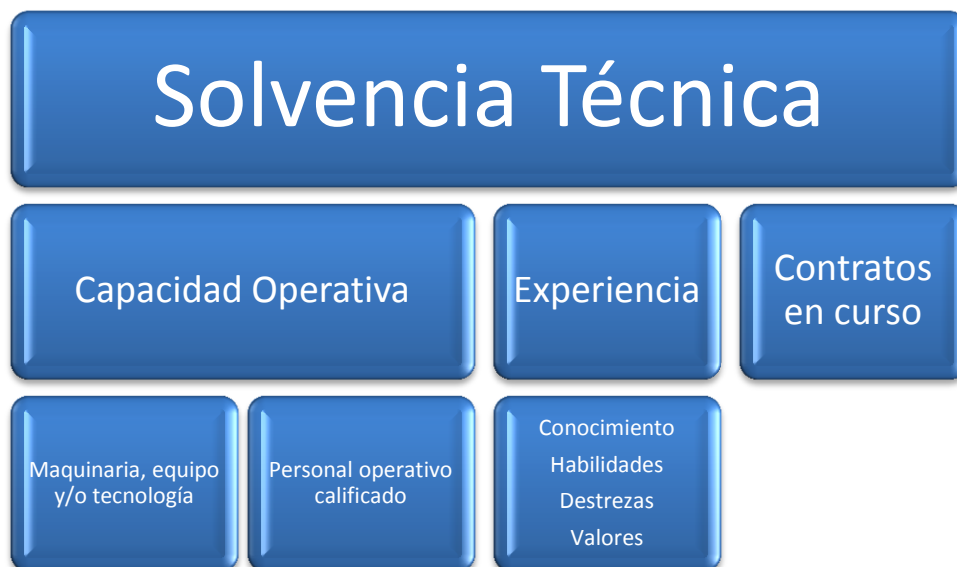 Solvencia Técnica
Capacidad Operativa
Experiencia
Contratos
en curso
Maquinaria, equipo
y/o tecnología
Personal operativo
calificado
Conocimiento
Habilidades
Destrezas
Valores